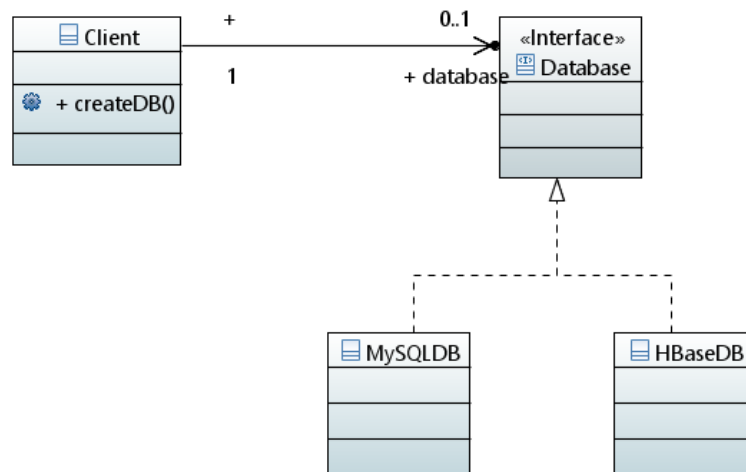 Client
+ createDB()
+
0..1
1
+ database
«Interface»
Database
MySQLDB
HBaseDB